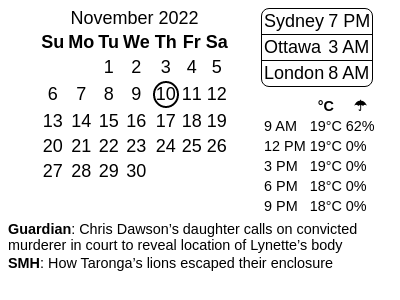 November 2022
Su Mo Tu We Th Fr Sa
1 2 3 4 5
6 7 8 9 10 11 12
13 14 15 16 17 18 19
20 21 22 23 24 25 26
27 28 29 30
Sydney 7 PM
Ottawa 3 AM
London 8 AM
°C ☂
9 AM 19°C 62%
12 PM 19°C 0%
3 PM 19°C 0%
6 PM 18°C 0%
9 PM 18°C 0%
Guardian: Chris Dawson’s daughter calls on convicted
murderer in court to reveal location of Lynette’s body
SMH: How Taronga’s lions escaped their enclosure